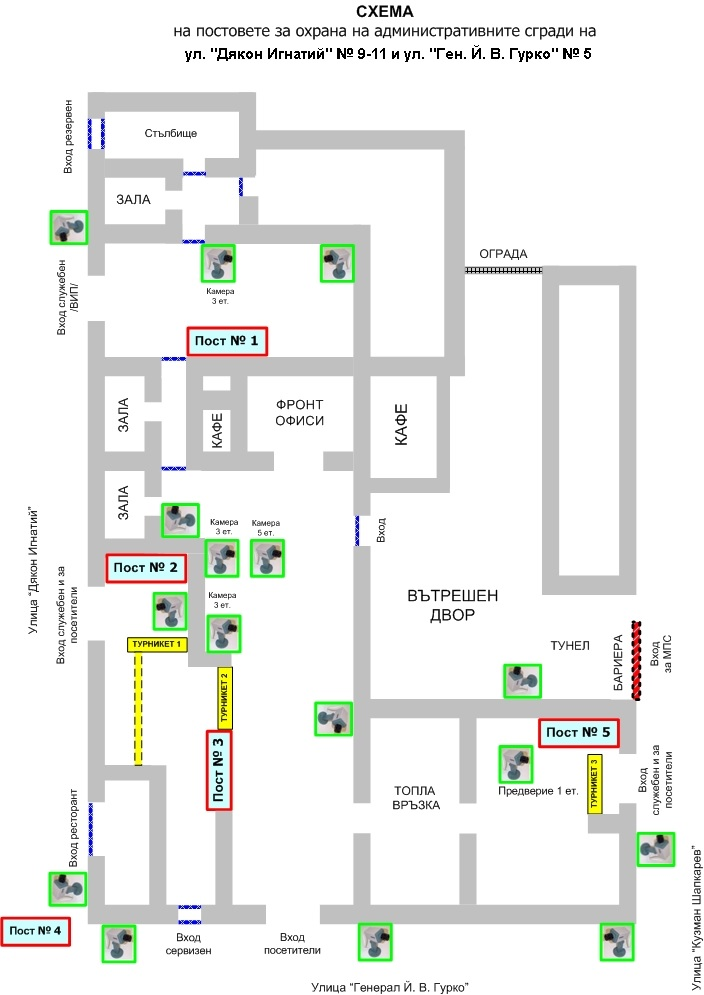 СХЕМА
на постовете за охрана на административните сгради на
ул. "Дякон Игнатий" № 9-11 и ул. "Ген. Й. В. Гурко" № 5
Вход резервен
Стълбище
ЗАЛА
ОГРАДА
Вход служебен
/ВИП/
Камера
3 ет.
Пост № 1
ЗАЛА
КАФЕ
ФРОНТ
ОФИСИ
КАФЕ
ЗАЛА
Камера
3 ет.
Камера
5 ет.
Вход
Улица "Дякон Игнатий"
Пост № 2
Вход служебен и за
посетители
Камера
3 ет.
ВЪТРЕШЕН
ДВОР
ТУРНИКЕТ 1
ТУНЕЛ
БАРИЕРА
Вход
за МПС
ТУРНИКЕТ 2
Пост № 3
Пост № 5
ТОПЛА
ВРЪЗКА
Предверие 1 ет.
ТУРНИКЕТ 3
Вход
служебен и за
посетители
Вход ресторант
Улица "Кузман Шапкарев"
Пост № 4
Вход
сервизен
Вход
посетители
Улица "Генерал Й. В. Гурко"